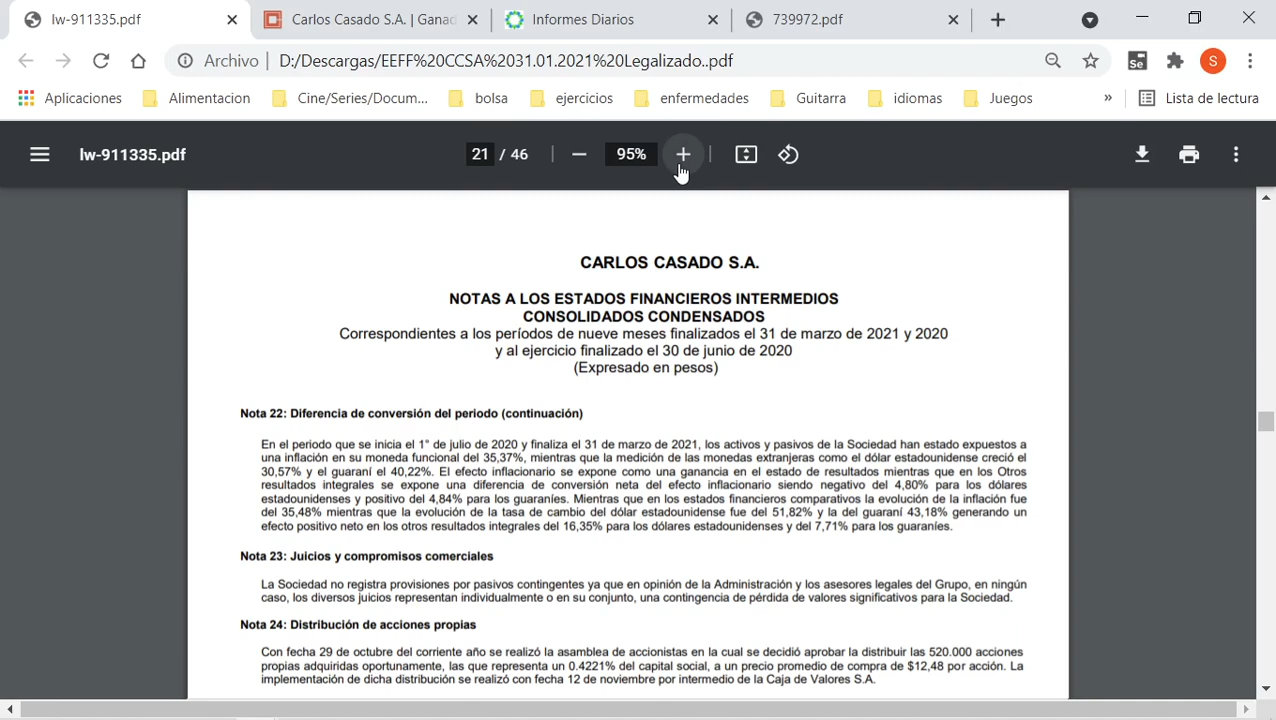 lw-911335.pdf
Carlos Casado S.A. | Ganad
Informes Diarios
739972.pdf
Archivo
D:/Descargas/EEFF%20CCSA%2031.01.2021%20Legalizado..pdf
Se
S
Aplicaciones
Alimentacion
Cine/Series/Docum...
bolsa
ejercicios
enfermedades
Guitarra
idiomas
Juegos
»
Lista de lectura
lw-911335.pdf
21 / 46
95%
CARLOS CASADO S.A.
NOTAS A LOS ESTADOS FINANCIEROS INTERMEDIOS
CONSOLIDADOS CONDENSADOS
Correspondientes a los períodos de nueve meses finalizados el 31 de marzo de 2021 y 2020
y al ejercicio finalizado el 30 de junio de 2020
(Expresado en pesos)
Nota 22: Diferencia de conversión del periodo (continuación)
En el periodo que se inicia el 1° de julio de 2020 y finaliza el 31 de marzo de 2021, los activos y pasivos de la Sociedad han estado expuestos a
una inflación en su moneda funcional del 35,37%, mientras que la medición de las monedas extranjeras como el dólar estadounidense creció el
30,57% y el guaraní el 40,22%. El efecto inflacionario se expone como una ganancia en el estado de resultados mientras que en los Otros
resultados integrales se expone una diferencia de conversión neta del efecto inflacionario siendo negativo del 4,80% para los dólares
estadounidenses y positivo del 4,84% para los guaraníes. Mientras que en los estados financieros comparativos la evolución de la inflación fue
del 35,48% mientras que la evolución de la tasa de cambio del dólar estadounidense fue del 51,82% y la del guaraní 43,18% generando un
efecto positivo neto en los otros resultados integrales del 16,35% para los dólares estadounidenses y del 7,71% para los guaraníes.
Nota 23: Juicios y compromisos comerciales
La Sociedad no registra provisiones por pasivos contingentes ya que en opinión de la Administración y los asesores legales del Grupo, en ningún
caso, los diversos juicios representan individualmente o en su conjunto, una contingencia de pérdida de valores significativos para la Sociedad.
Nota 24: Distribución de acciones propias
Con fecha 29 de octubre del corriente año se realizó la asamblea de accionistas en la cual se decidió aprobar la distribuir las 520.000 acciones
propias adquiridas oportunamente, las que representa un 0.4221% del capital social, a un precio promedio de compra de $12,48 por acción. La
implementación de dicha distribución se realizó con fecha 12 de noviembre por intermedio de la Caja de Valores S.A.